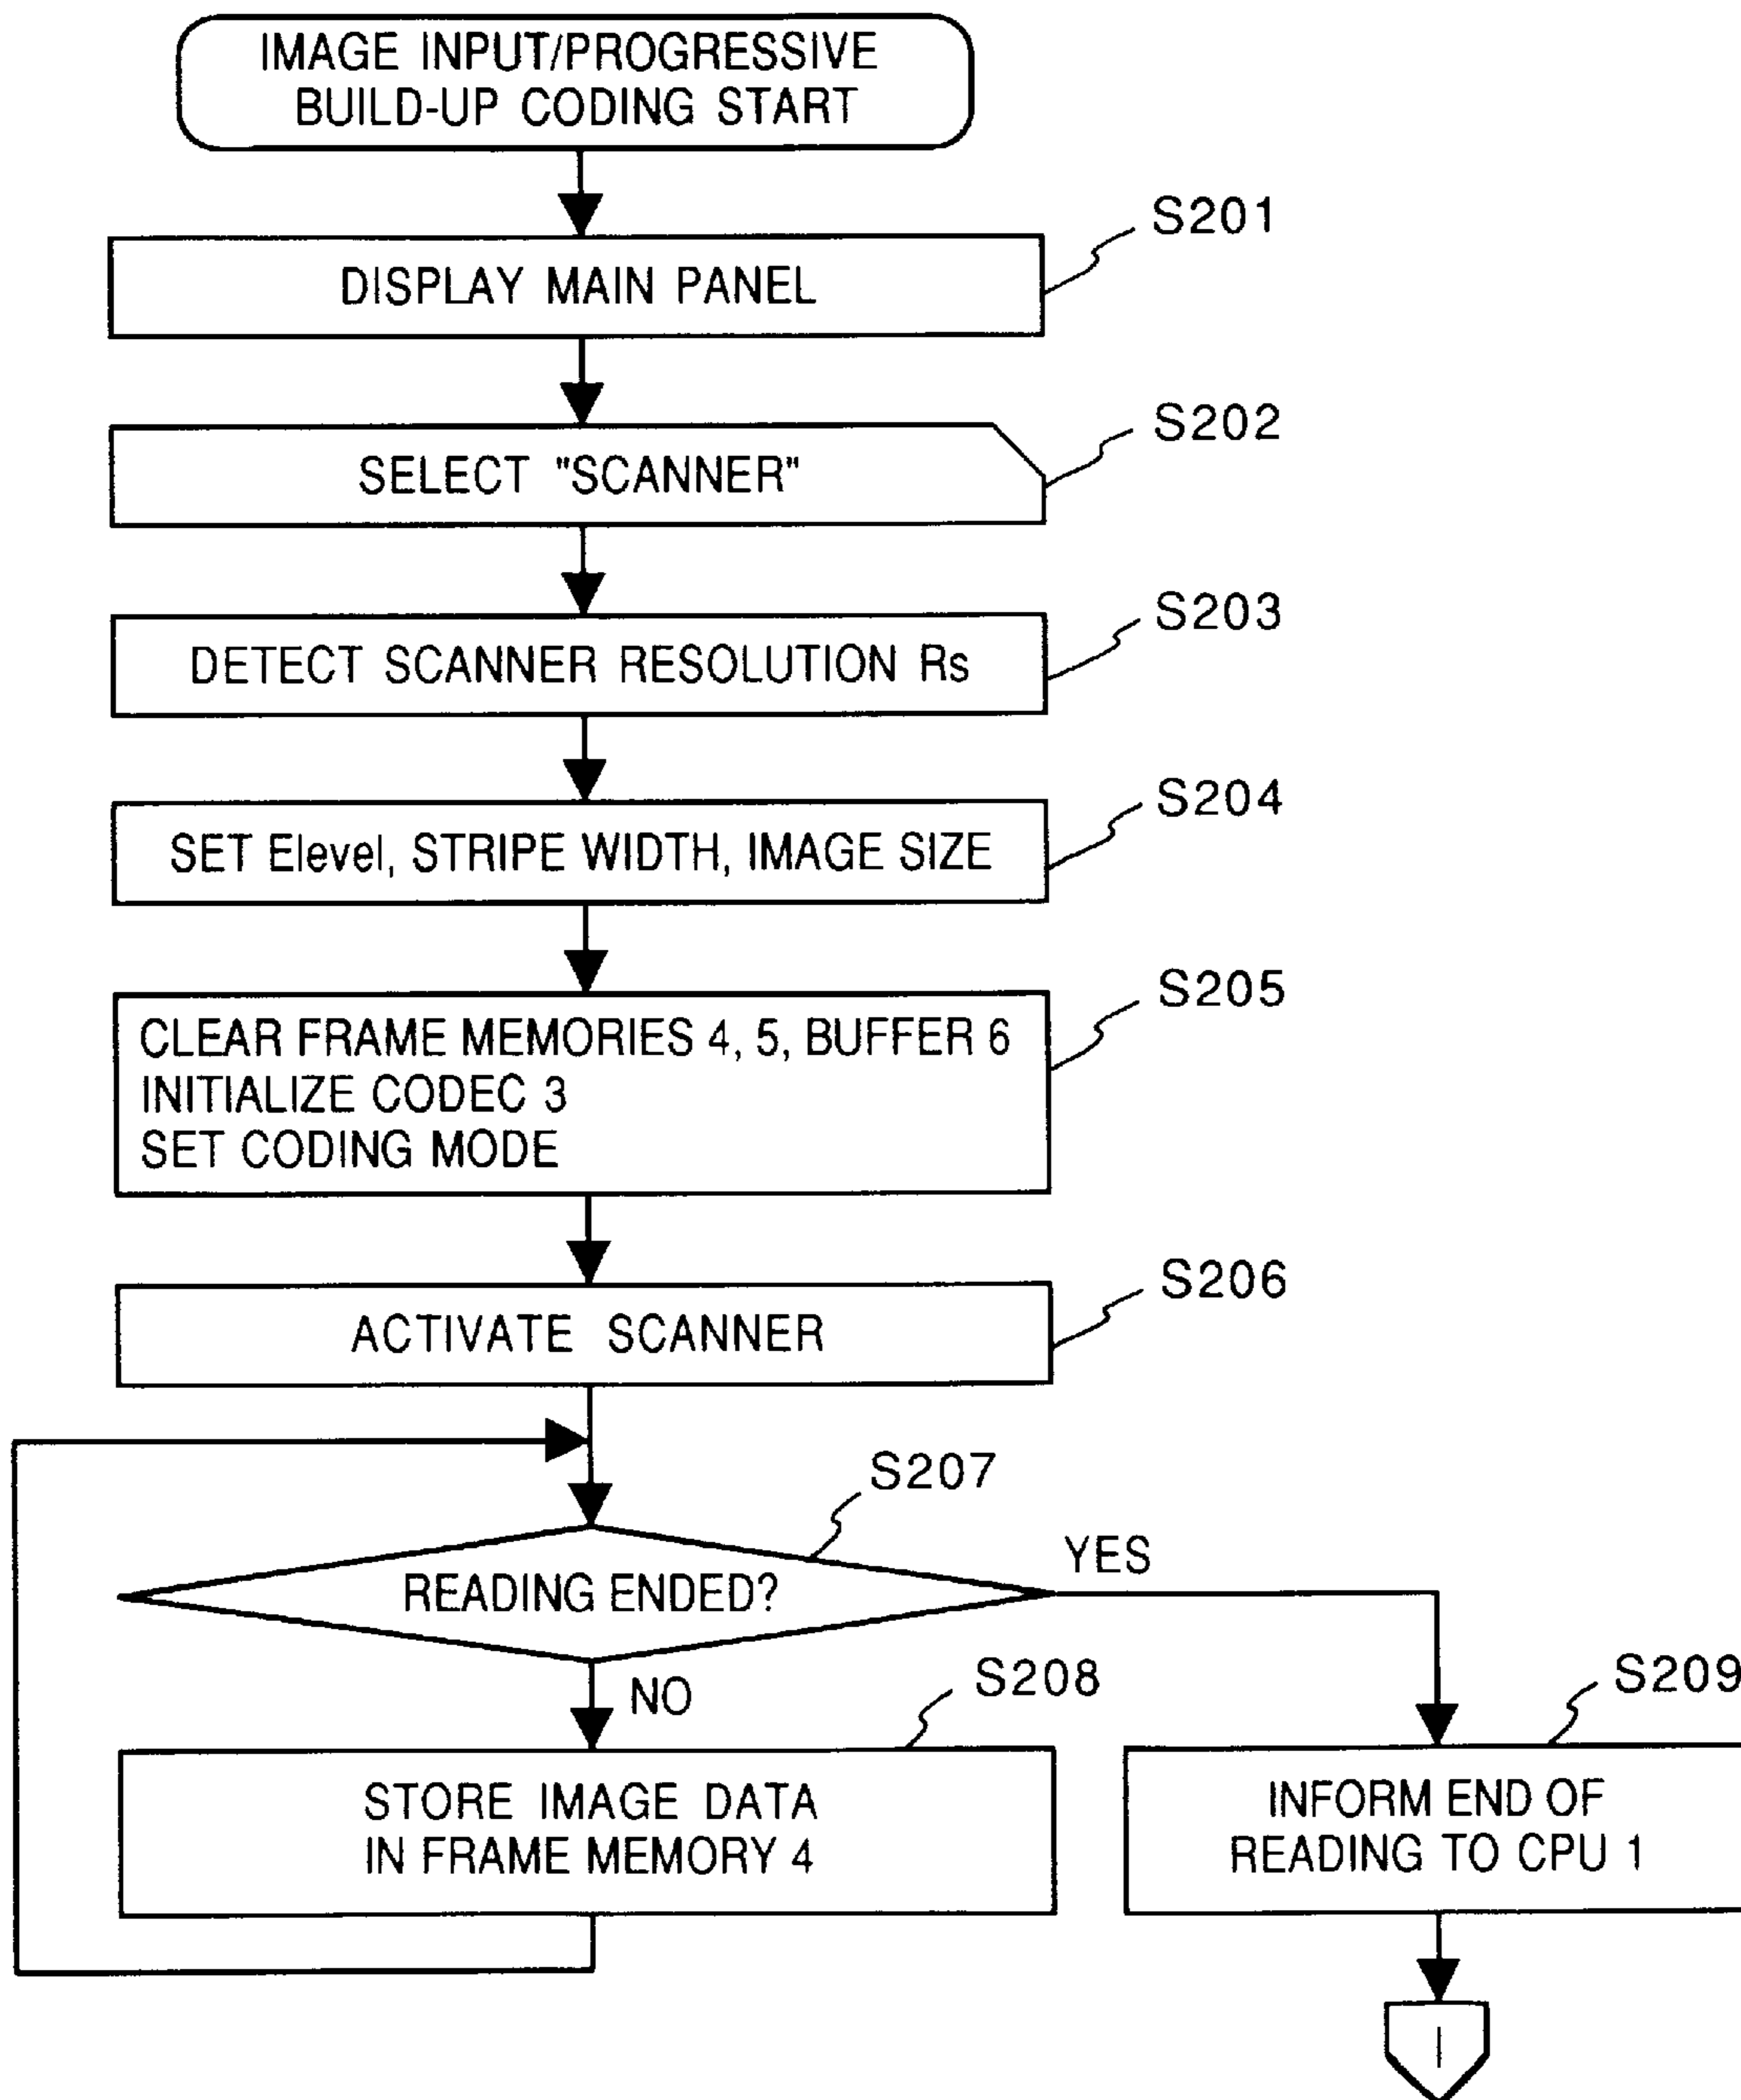 IMAGE INPUT/PROGRESSIVE
BUILD-UP CODING START
S201
DISPLAY MAIN PANEL
S202
SELECT "SCANNER"
S203
DETECT SCANNER RESOLUTION Rs
S204
SET Elevel, STRIPE WIDTH, IMAGE SIZE
S205
CLEAR FRAME MEMORIES 4, 5, BUFFER 6
INITIALIZE CODEC 3
SET CODING MODE
S206
ACTIVATE SCANNER
S207
READING ENDED?
YES
NO
S208
STORE IMAGE DATA
IN FRAME MEMORY 4
S209
INFORM END OF
READING TO CPU 1
I